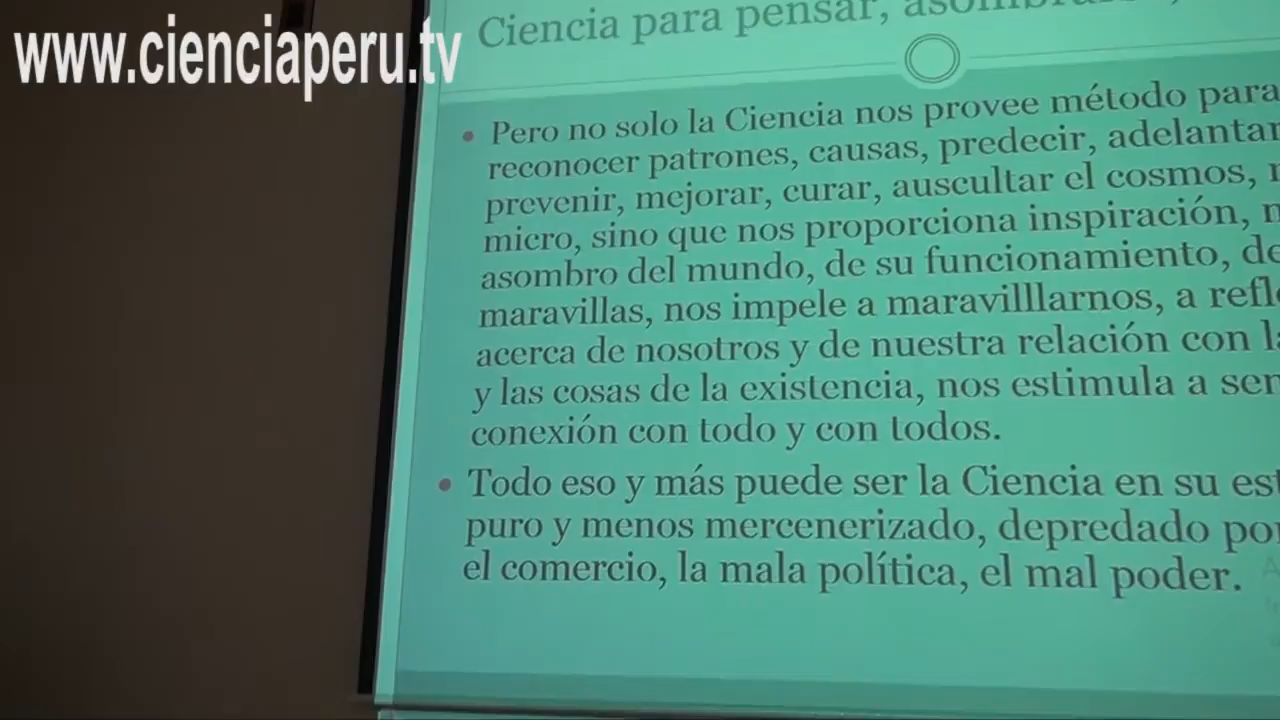 www.cienciaperu.tv
Ciencia para pensar,
• Pero no solo la Ciencia nos provee método para
reconocer patrones, causas, predecir, adelantar
prevenir, mejorar, curar, auscultar el cosmos,
micro, sino que nos proporciona inspiración,
asombro del mundo, de su funcionamiento, de
maravillas, nos impele a maravilllarnos, a refl
acerca de nosotros y de nuestra relación con
y las cosas de la existencia, nos estimula a
conexión con todo y con todos.
• Todo eso y más puede ser la Ciencia en su
puro y menos mercenerizado, depredado por
el comercio, la mala política, el mal poder.